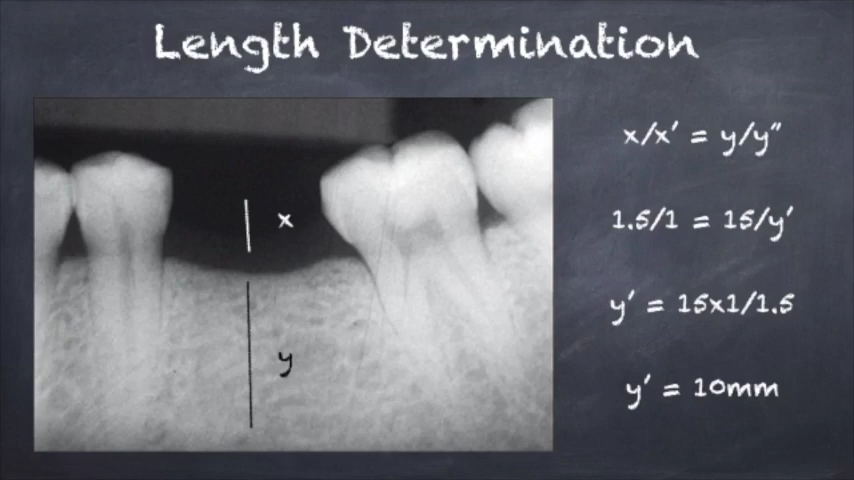 Length Determination
x
y
x/x' = y/y"
1.5/1 = 15/y'
y' = 15x1/1.5
y' = 10mm